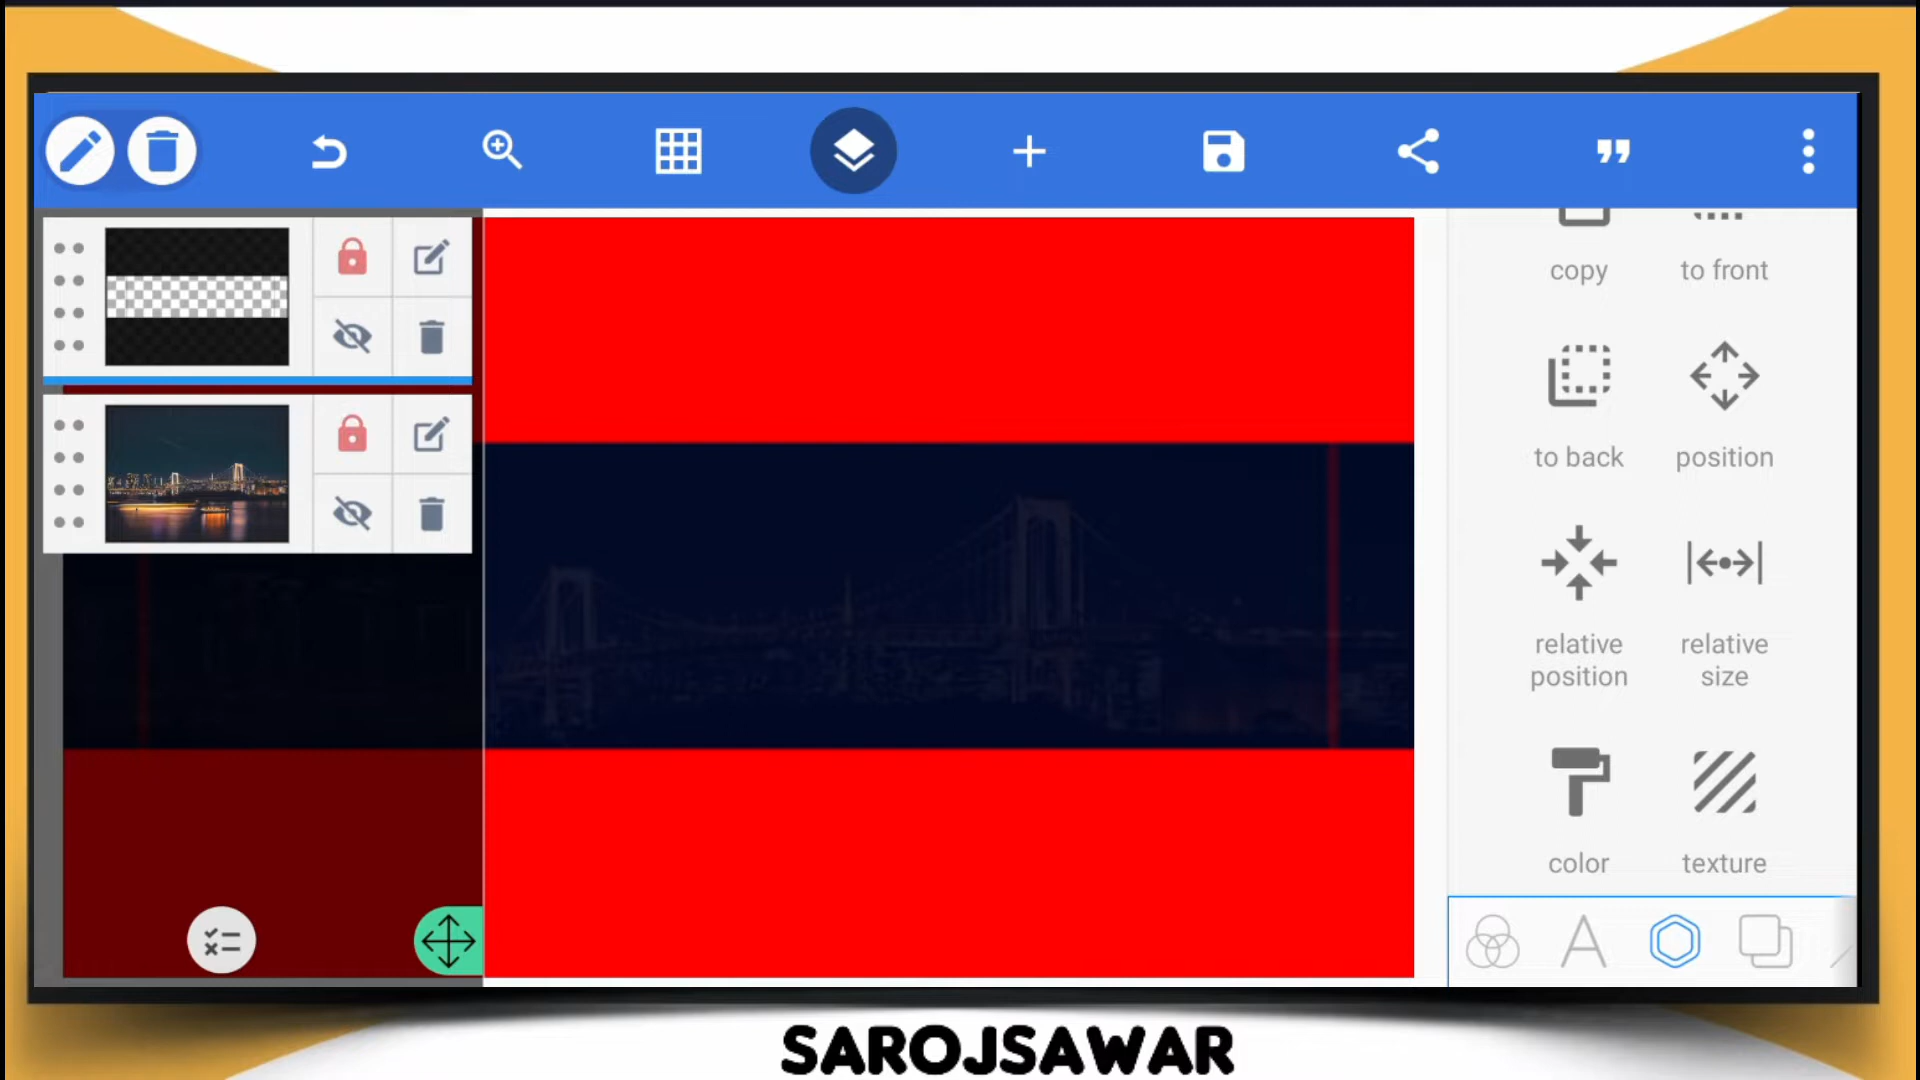 copy
to front
to back
position
relative
position
relative
size
color
texture
SAROJSAWAR